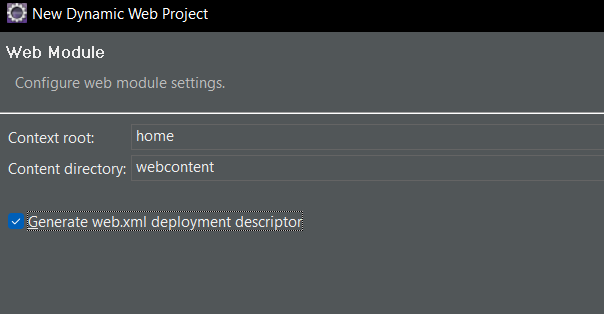 New Dynamic Web Project
Web Module
Configure web module settings.
Context root: home
Content directory: webcontent
Generate web.xml deployment descriptor